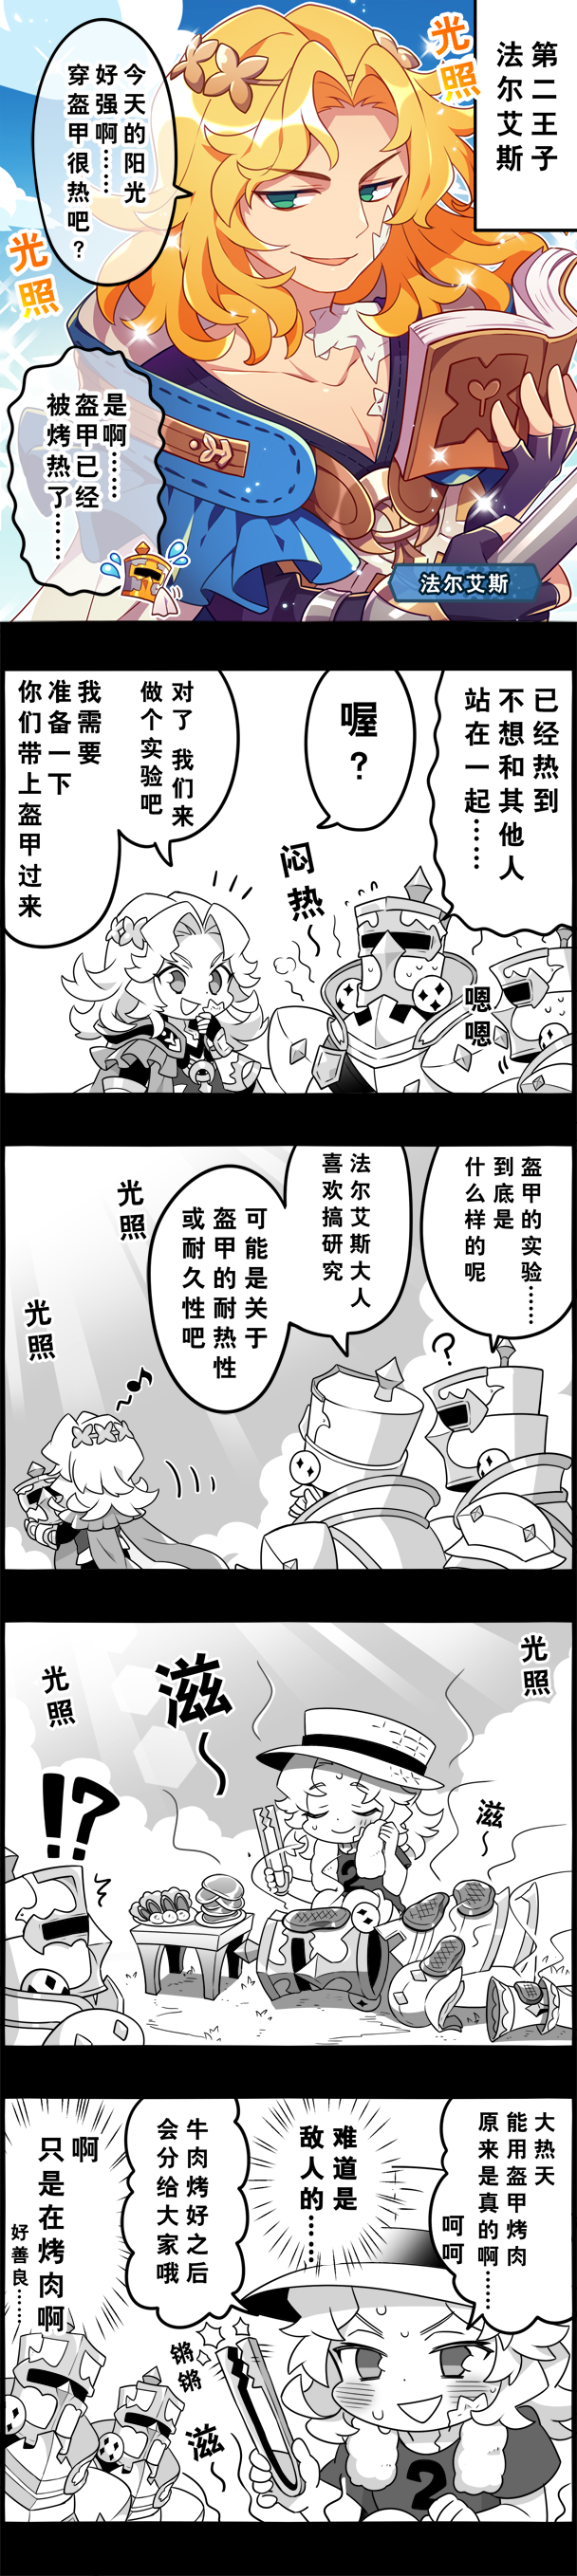 第二王子
法尔艾斯
光照
今天的阳光
好强啊……
穿盔甲很热吧？
光照
是啊……
盔甲已经
被烤热了……
法尔艾斯
已经热到
不想和其他人
站在一起……
喔？
对了 我们来
做个实验吧
我需要
准备一下
你们带上盔甲过来
闷热～
嗯嗯
盔甲的实验……
到底是
什么样的呢
法尔艾斯大人
喜欢搞研究
可能是关于
盔甲的耐热性
或耐久性吧
光照
光照
？
光照
滋～
光照
!?
滋～
2
大热天
能用盔甲烤肉
原来是真的啊……
呵呵
难道是
敌人的……
牛肉烤好之后
会分给大家哦
啊
只是在烤肉啊
好善良……
锵锵
滋～
2